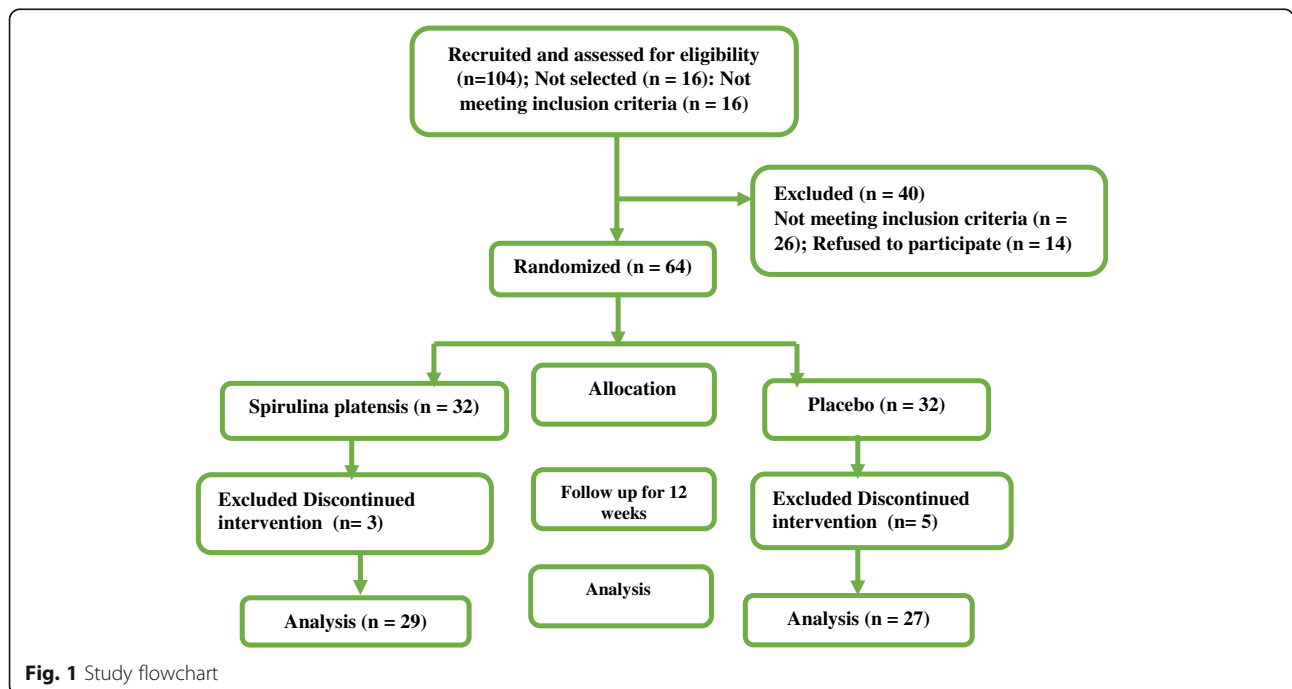 Recruited and assessed for eligibility
(n=104); Not selected (n = 16): Not
meeting inclusion criteria (n = 16)
Excluded (n = 40)
Not meeting inclusion criteria (n =
26); Refused to participate (n = 14)
Randomized (n = 64)
Allocation
Spirulina platensis (n = 32)
Placebo (n = 32)
Excluded Discontinued
intervention (n= 3)
Follow up for 12
weeks
Excluded Discontinued
intervention (n= 5)
Analysis
Analysis (n = 29)
Analysis (n = 27)
Fig. 1 Study flowchart